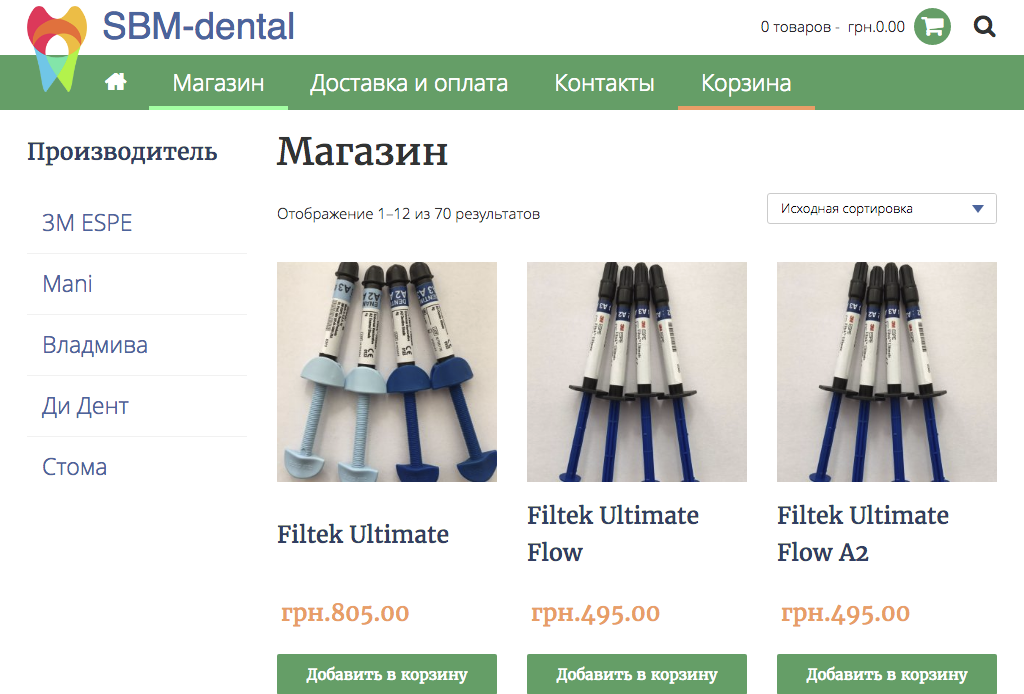 SBM-dental
0 товаров - грн.0.00
Магазин Доставка и оплата Контакты Корзина
Производитель
3M ESPE
Mani
Владмива
Ди Дент
Стома
Магазин
Отображение 1–12 из 70 результатов
Исходная сортировка
Filtek Ultimate
грн.805.00
Добавить в корзину
Filtek Ultimate
Flow
грн.495.00
Добавить в корзину
Filtek Ultimate
Flow A2
грн.495.00
Добавить в корзину